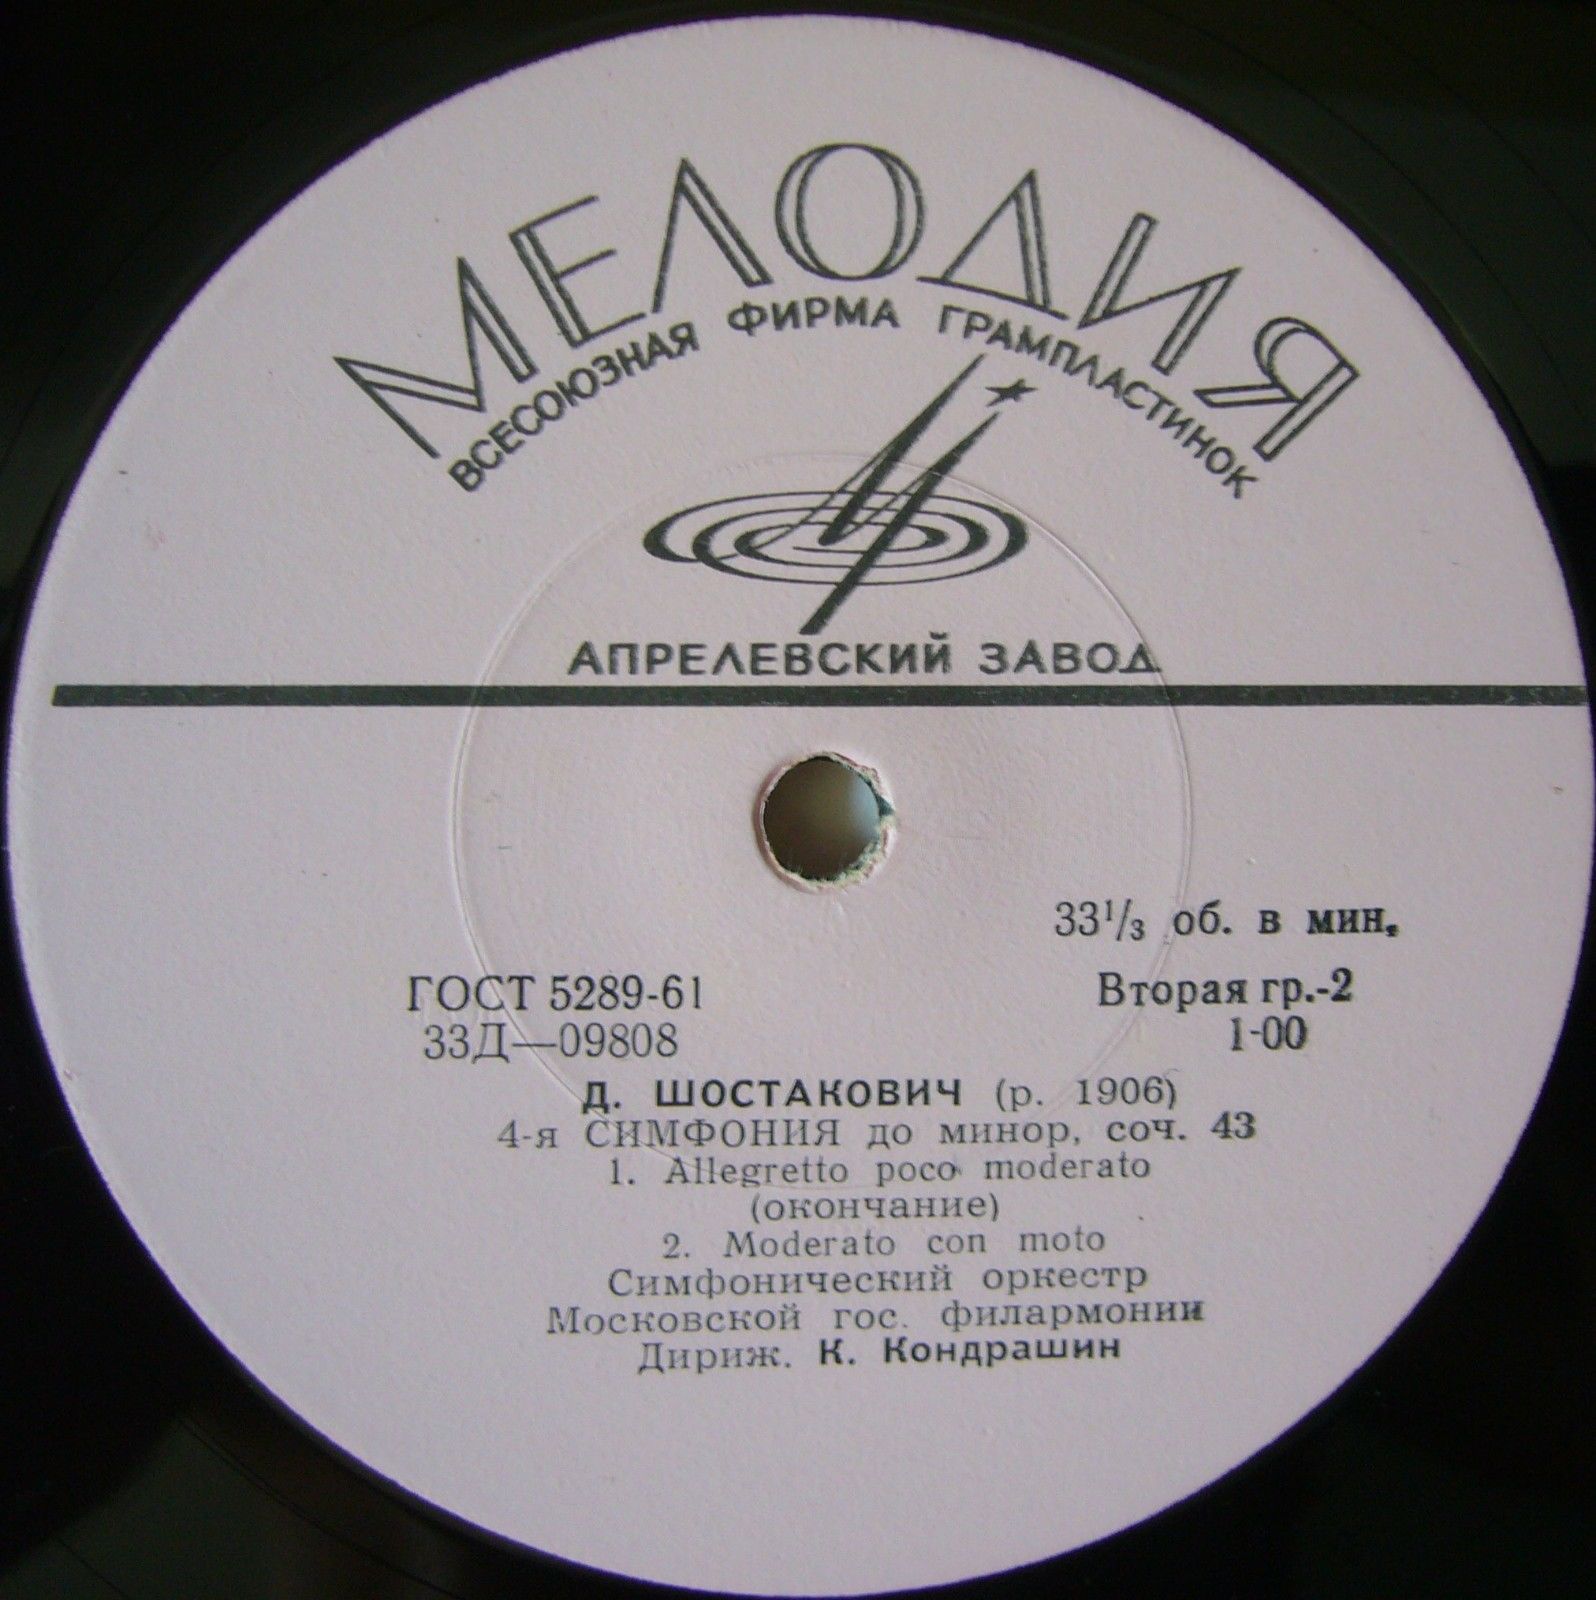 МЕЛОДИЯ
ВСЕСОЮЗНАЯ ФИРМА ГРАМПЛАСТИНОК
АПРЕЛЕВСКИЙ ЗАВОД
33 1/3 об. в мин.
ГОСТ 5289-61
33Д—09808
Вторая гр.-2
1-00
Д. ШОСТАКОВИЧ (р. 1906)
4-я СИМФОНИЯ до минор, соч. 43
1. Allegretto poco moderato
(окончание)
2. Moderato con moto
Симфонический оркестр
Московской гос. филармонии
Дириж. К. Кондрашин